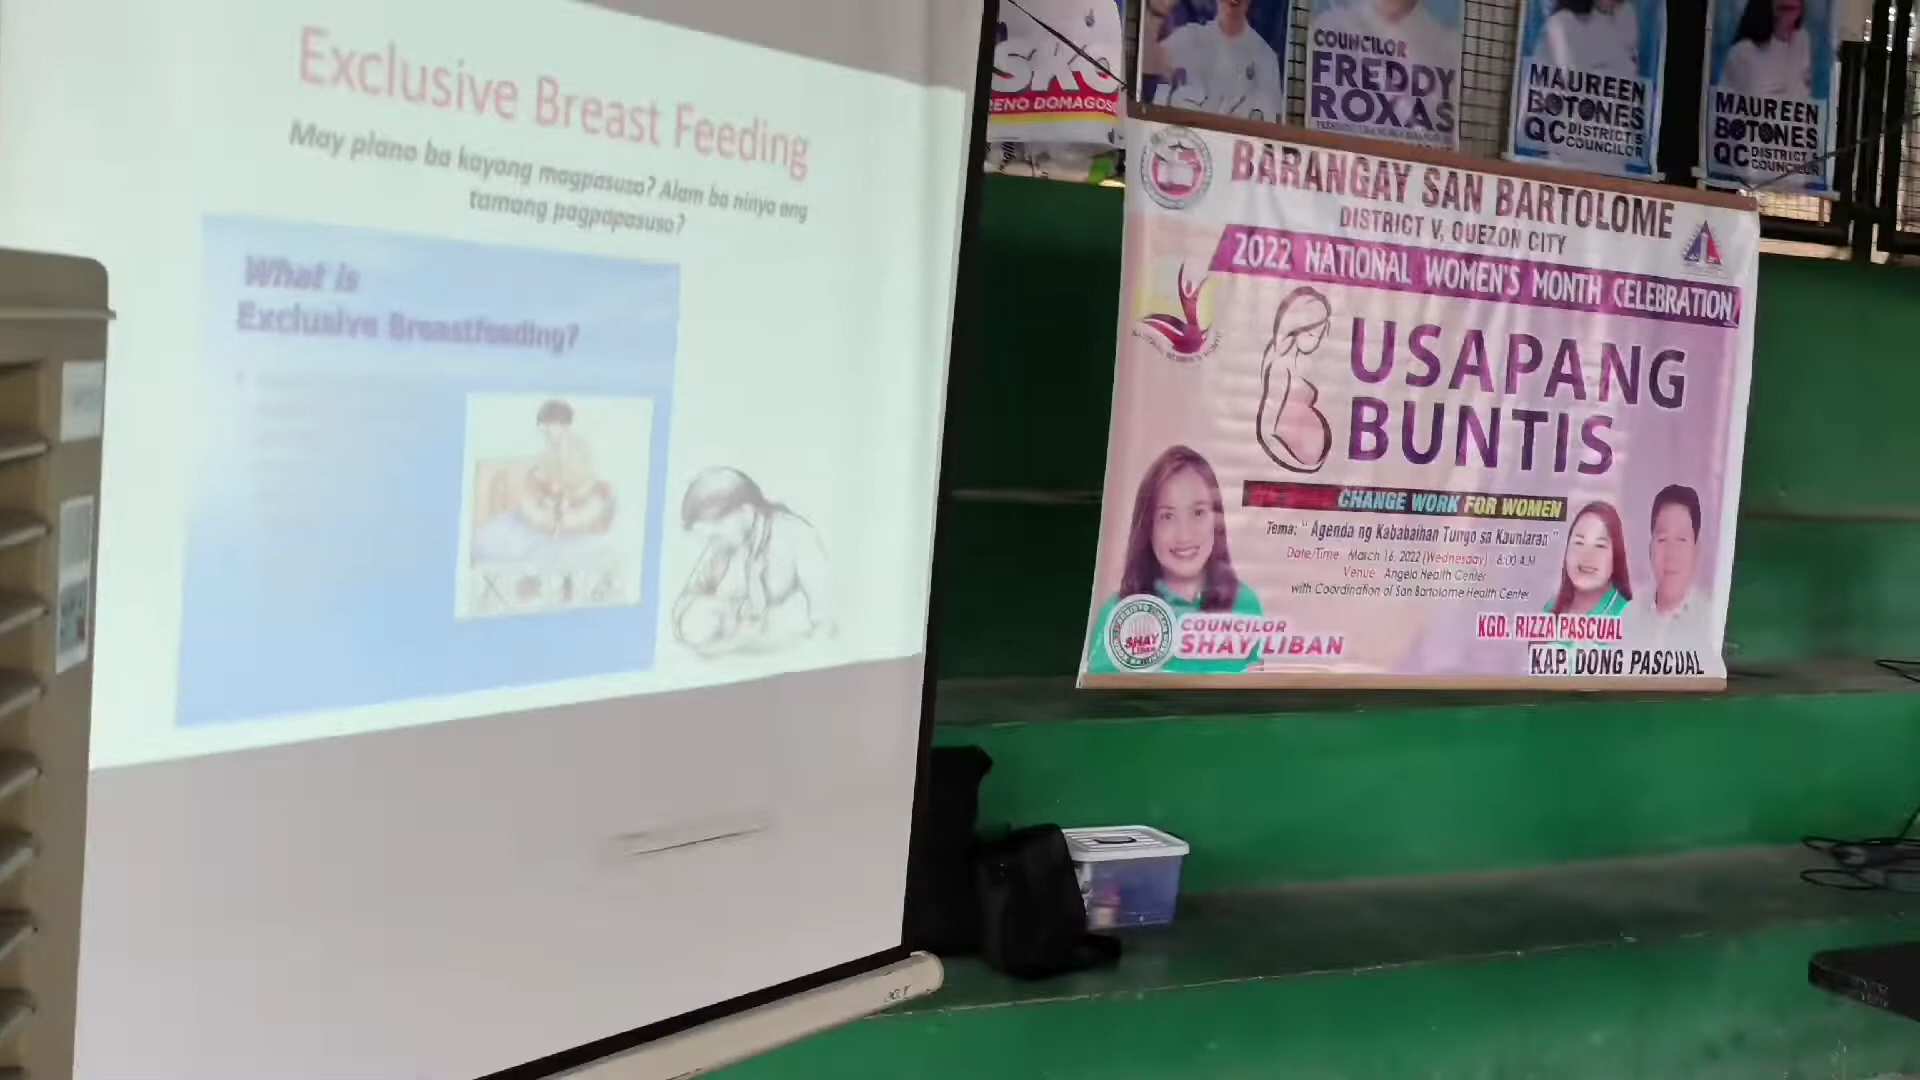 Exclusive Breast Feeding
May plano ba kayong magpasuso? Alam ba ninyo ang
tamang pagpapasuso?
What is
Exclusive Breastfeeding?
COUNCILOR
FREDDY
ROXAS
MAUREEN
BOTONES
QC DISTRICT 5
COUNCILOR
MAUREEN
BOTONES
QC DISTRICT 5
COUNCILOR
BARANGAY SAN BARTOLOME
DISTRICT V, QUEZON CITY
2022 NATIONAL WOMEN'S MONTH CELEBRATION
USAPANG
BUNTIS
CHANGE WORK FOR WOMEN
Tema: " Agenda ng Kababaihan Tungo sa Kaunlaran "
Date/Time March 16, 2022 (Wednesday) 8:00 A.M
Venue Angela Health Center
with Coordination of San Bartolome Health Center
SHAY
LIBAN
COUNCILOR
SHAY LIBAN
KGD. RIZZA PASCUAL
KAP. DONG PASCUAL